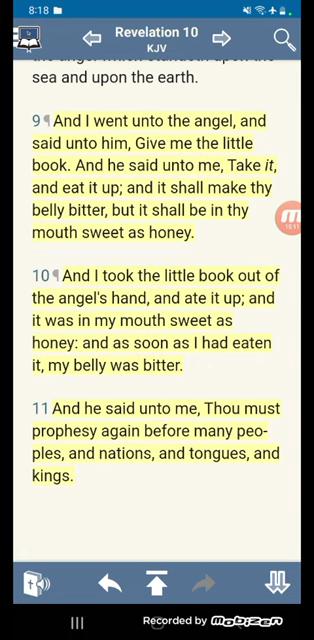 8:18
Revelation 10
KJV
sea and upon the earth.
9 ¶ And I went unto the angel, and
said unto him, Give me the little
book. And he said unto me, Take it,
and eat it up; and it shall make thy
belly bitter, but it shall be in thy
mouth sweet as honey.
10 ¶ And I took the little book out of
the angel's hand, and ate it up; and
it was in my mouth sweet as
honey: and as soon as I had eaten
it, my belly was bitter.
11 And he said unto me, Thou must
prophesy again before many peo-
ples, and nations, and tongues, and
kings.
Recorded by mobizen